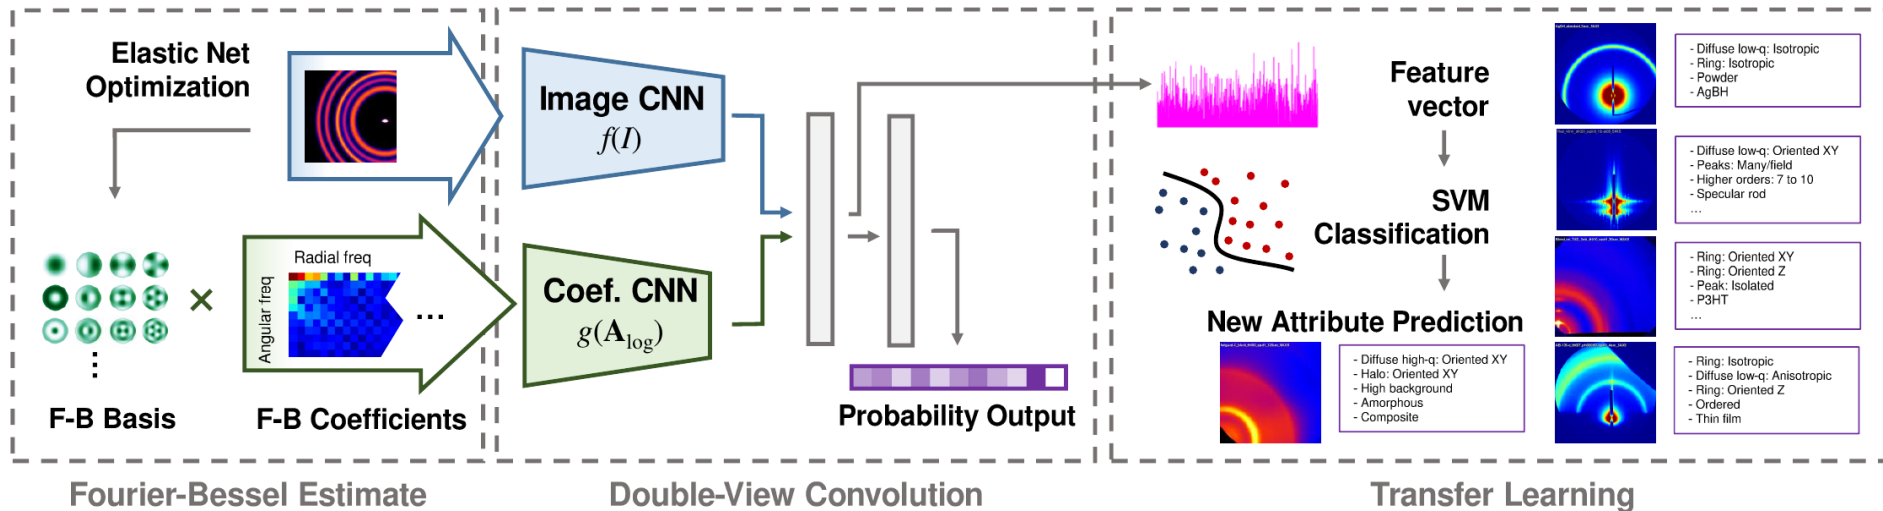 Elastic Net
Optimization
Radial freq
Angular freq
...
F-B Basis
F-B Coefficients
Fourier-Bessel Estimate
Image CNN
f(I)
Coef. CNN
g(A_log)
Probability Output
Double-View Convolution
Feature
vector
SVM
Classification
New Attribute Prediction
- Diffuse high-q: Oriented XY
- Halo: Oriented XY
- High background
- Amorphous
- Composite
- Diffuse low-q: Isotropic
- Ring: Isotropic
- Powder
- AgBH
- Diffuse low-q: Oriented XY
- Peaks: Many/field
- Higher orders: 7 to 10
- Specular rod
...
- Ring: Oriented XY
- Ring: Oriented Z
- Peak: Isolated
- P3HT
...
- Ring: Isotropic
- Diffuse low-q: Anisotropic
- Ring: Oriented Z
- Ordered
- Thin film
Transfer Learning